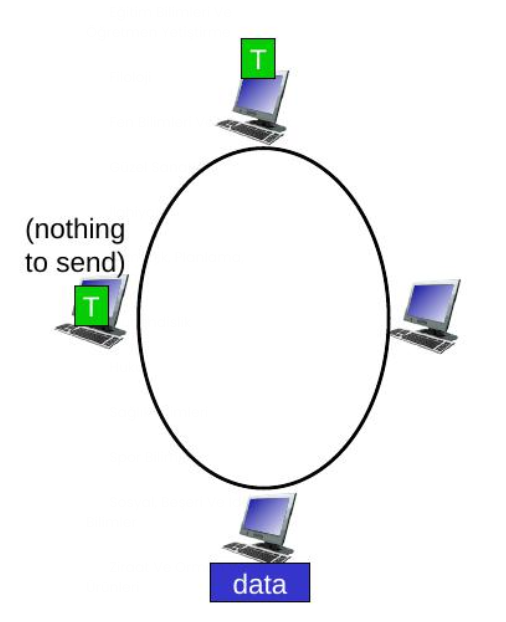 T
(nothing
to send)
T
data